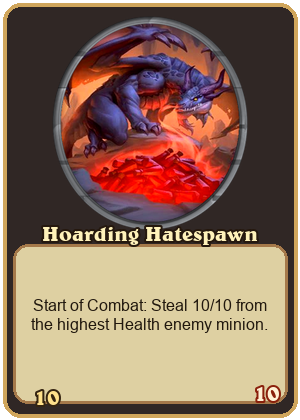 Hoarding Hatespawn
Start of Combat: Steal 10/10 from
the highest Health enemy minion.
10
10